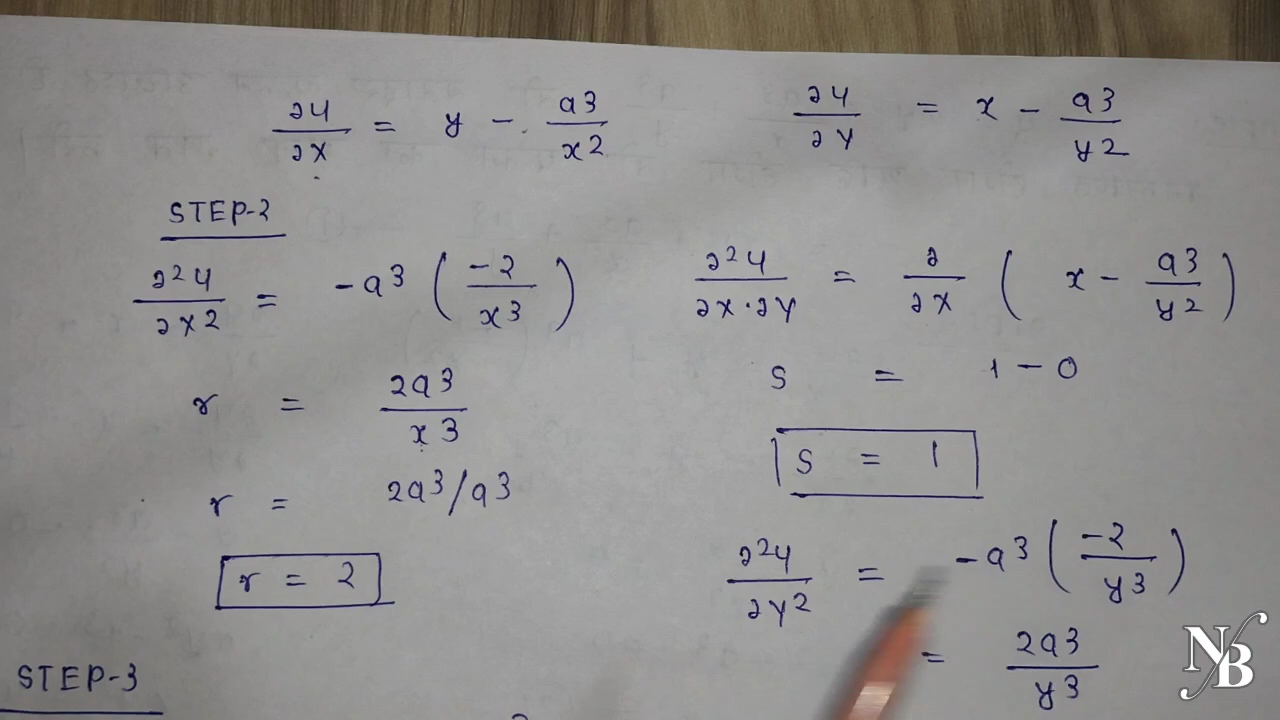 ∂u/∂x = y - a3/x2
∂u/∂y = x - a3/y2
STEP-2
∂²u/∂x2 = -a³ (-2/x³)
r = 2a3/x3
r = 2a³/a³
r = 2
∂²u/∂x·∂y = ∂/∂x (x - a3/y2)
S = 1 - 0
S = 1
∂²u/∂y2 = -a³ (-2/y3)
= 2a3/y3
STEP-3
NB